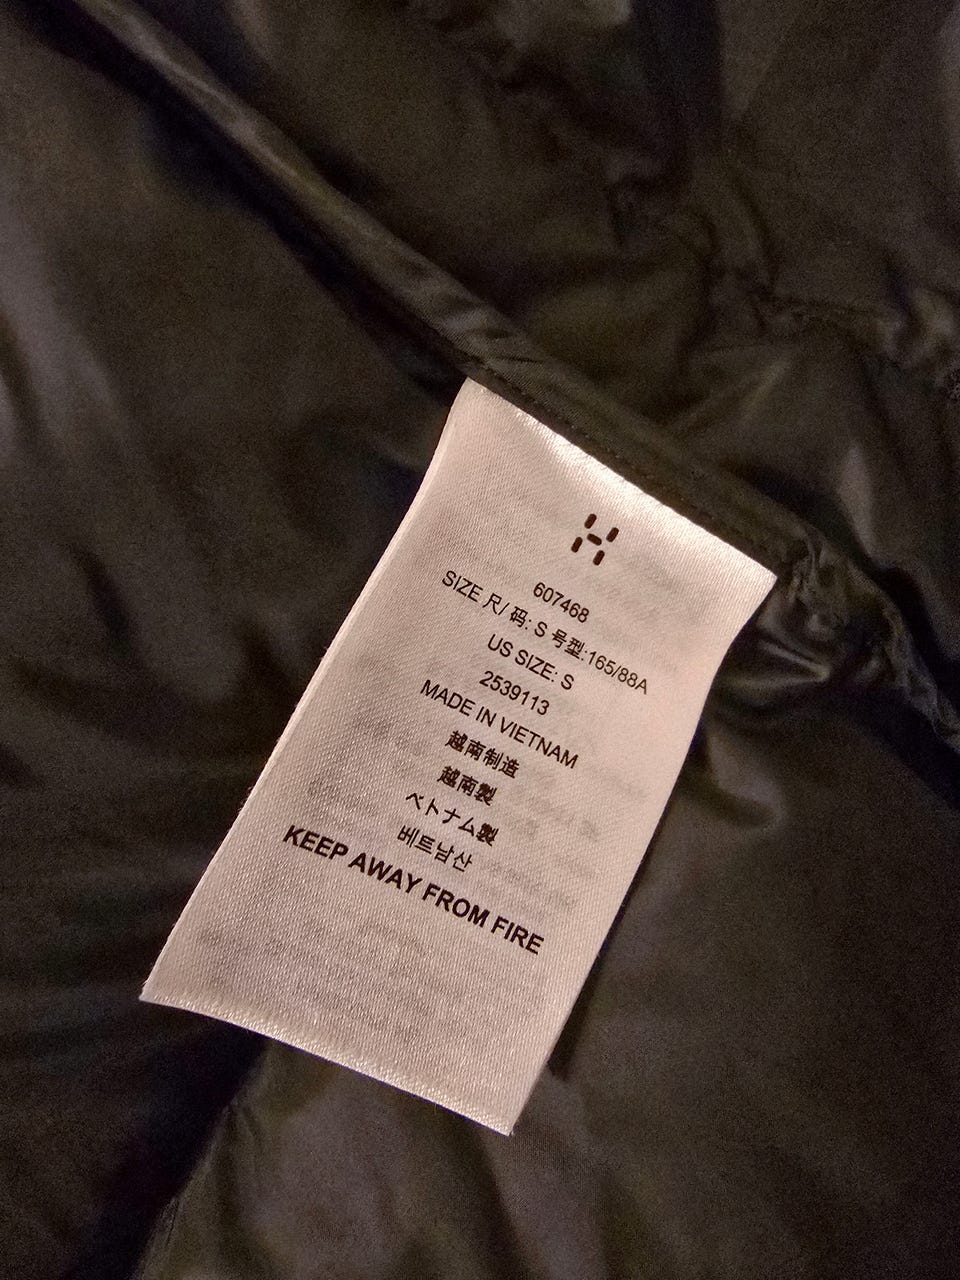 607468
SIZE 尺/ 码: S 号型:165/88A
US SIZE: S
2539113
MADE IN VIETNAM
越南制造
越南製
ベトナム製
베트남산
KEEP AWAY FROM FIRE